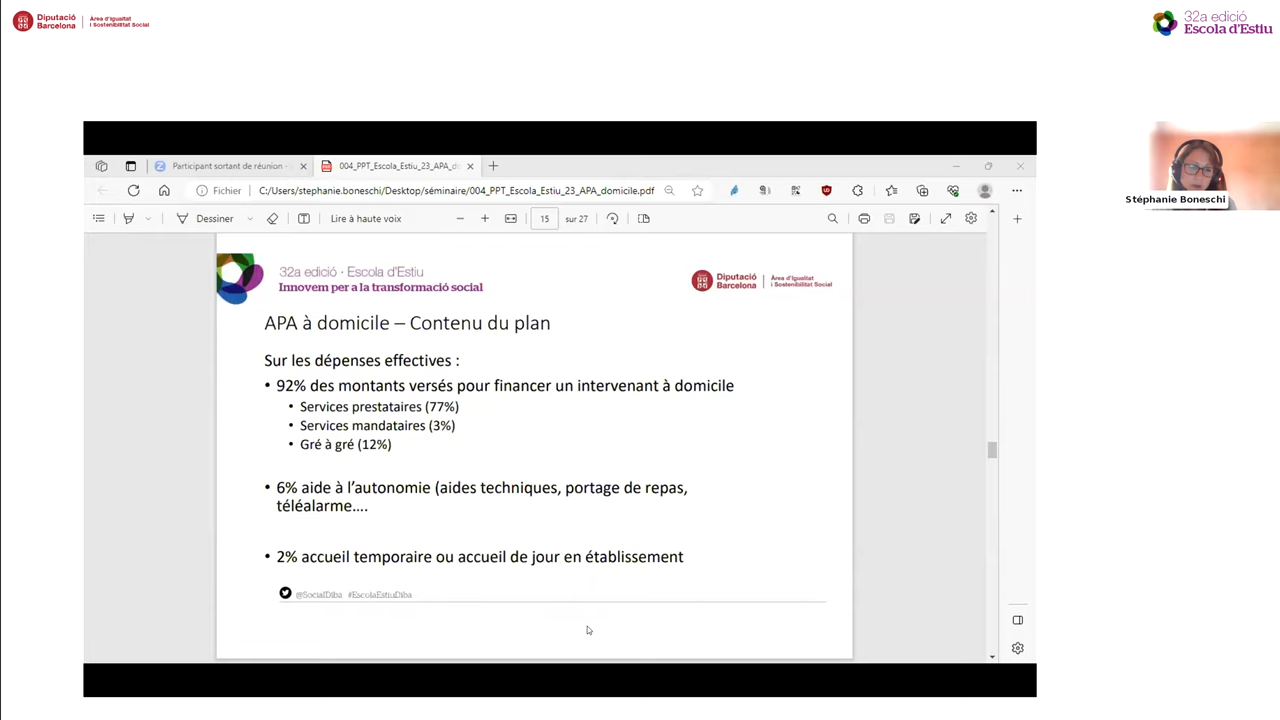 Diputació
Barcelona
Àrea d'Igualtat
i Sostenibilitat Social
32a edició
Escola d'Estiu
Participant sortant de réunion -
004_PPT_Escola_Estiu_23_APA_do
Fichier
C:/Users/stephanie.boneschi/Desktop/séminaire/004_PPT_Escola_Estiu_23_APA_domicile.pdf
Dessiner
Lire à haute voix
15
sur 27
32a edició · Escola d'Estiu
Innovem per a la transformació social
Diputació
Barcelona
Àrea d'Igualtat
i Sostenibilitat Social
APA à domicile – Contenu du plan
Sur les dépenses effectives :
• 92% des montants versés pour financer un intervenant à domicile
• Services prestataires (77%)
• Services mandataires (3%)
• Gré à gré (12%)
• 6% aide à l'autonomie (aides techniques, portage de repas,
téléalarme....
• 2% accueil temporaire ou accueil de jour en établissement
@SocialDiba #EscolaEstiuDiba
Stéphanie Boneschi